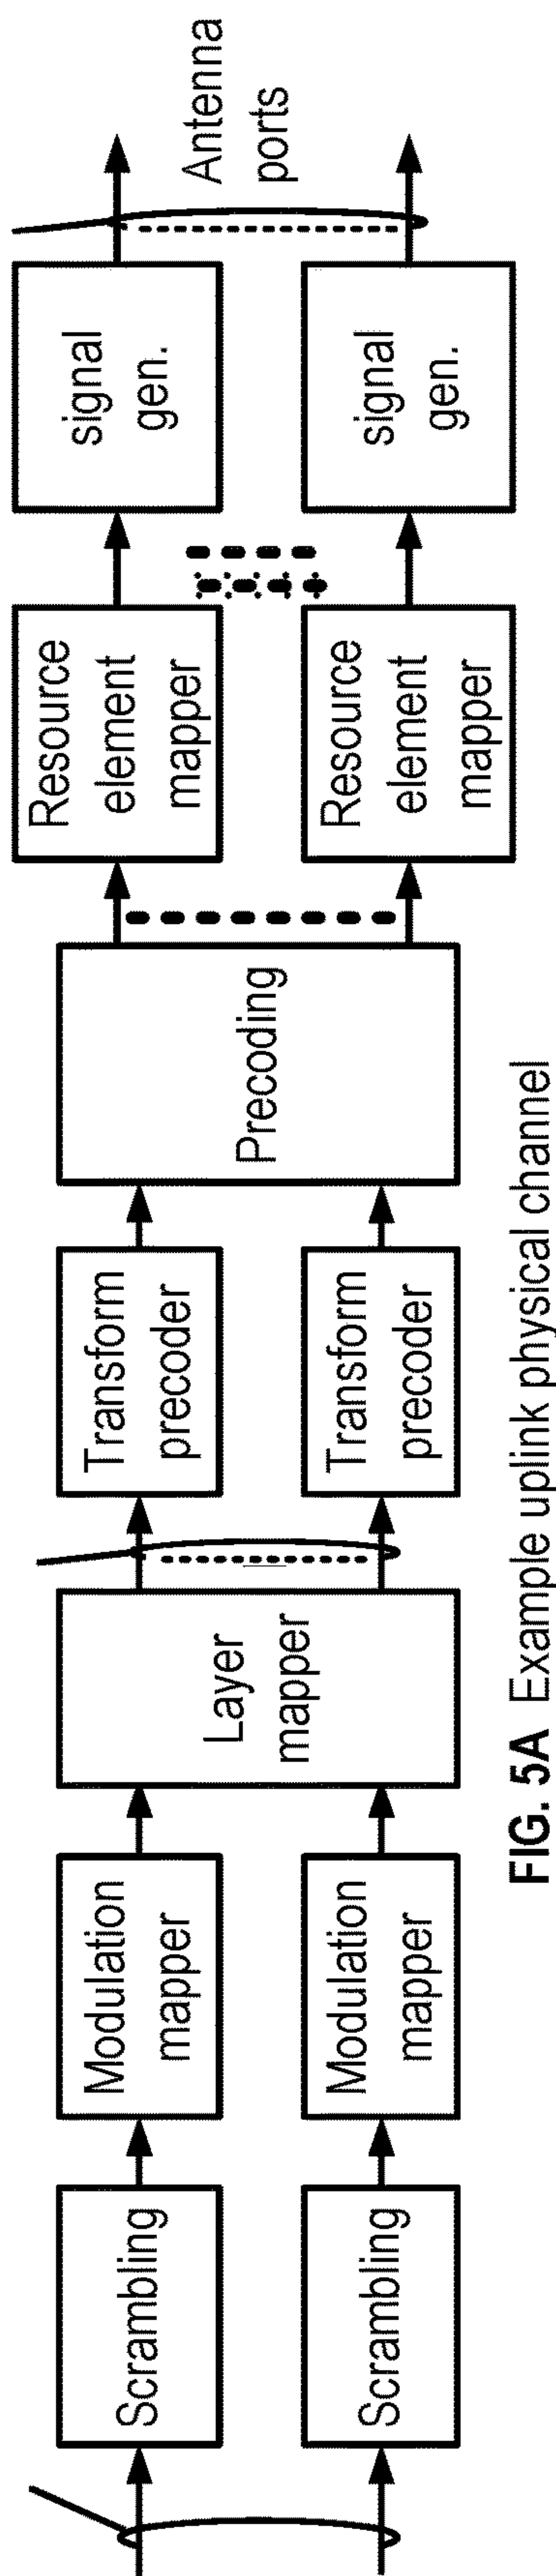 Scrambling
Modulation
mapper
Scrambling
Modulation
mapper
Layer
mapper
Transform
precoder
Transform
precoder
Precoding
Resource
element
mapper
Resource
element
mapper
signal
gen.
signal
gen.
Antenna
ports
FIG. 5A Example uplink physical channel